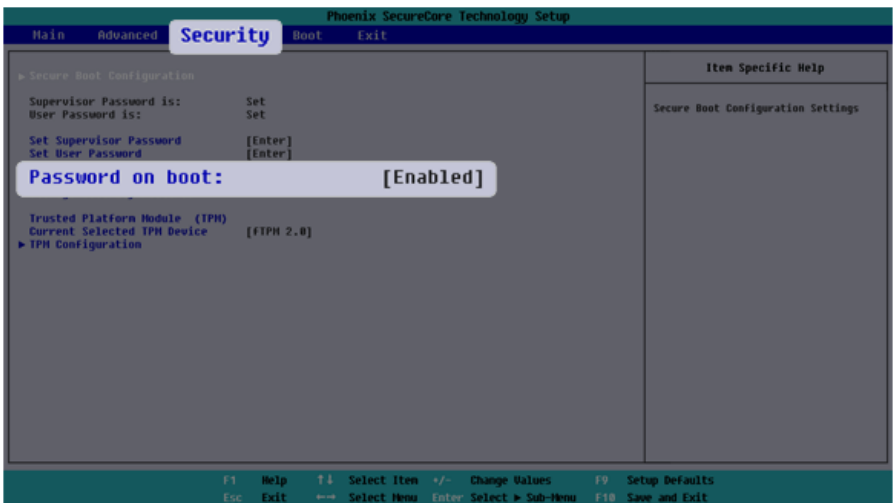 Phoenix SecureCore Technology Setup
Main Advanced Security Boot Exit
▶ Secure Boot Configuration
Supervisor Password is: Set
User Password is: Set
Set Supervisor Password [Enter]
Set User Password [Enter]
Password on boot: [Enabled]
Trusted Platform Module (TPM)
Current Selected TPM Device [fTPM 2.0]
▶ TPM Configuration
Item Specific Help
Secure Boot Configuration Settings
F1 Help ↑↓ Select Item +/- Change Values F9 Setup Defaults
Esc Exit ←→ Select Menu Enter Select ▶ Sub-Menu F10 Save and Exit